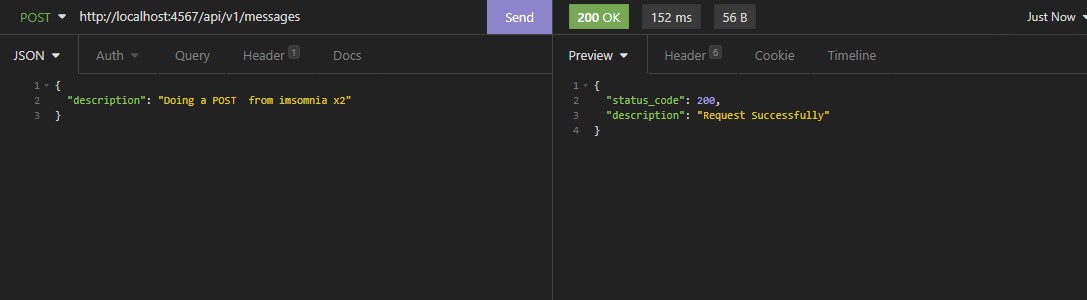 POST http://localhost:4567/api/v1/messages Send 200 OK 152 ms 56 B Just Now
JSON Auth Query Header 1 Docs Preview Header 6 Cookie Timeline
1 {
2 "description": "Doing a POST  from imsomnia x2"
3 }
1 {
2 "status_code": 200,
3 "description": "Request Successfully"
4 }